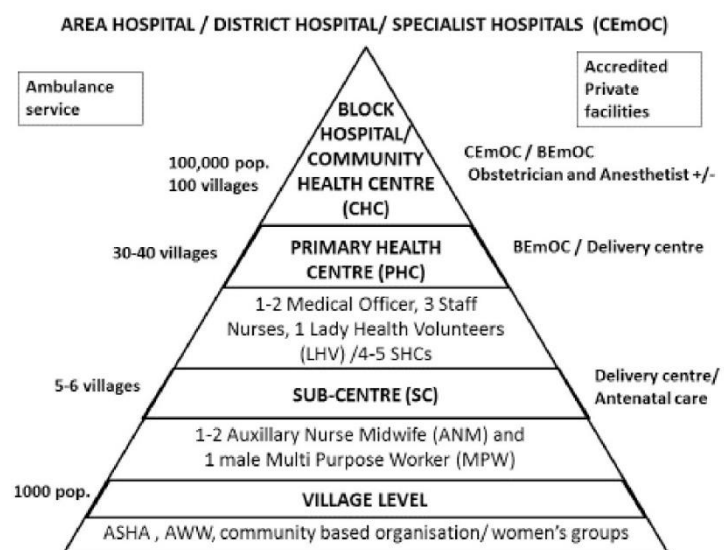 AREA HOSPITAL / DISTRICT HOSPITAL/ SPECIALIST HOSPITALS (CEmOC)
Ambulance
service
Accredited
Private
facilities
BLOCK
HOSPITAL/
COMMUNITY
HEALTH CENTRE
(CHC)
100,000 pop.
100 villages
CEmOC / BEmOC
Obstetrician and Anesthetist +/-
30-40 villages
PRIMARY HEALTH
CENTRE (PHC)
BEmOC / Delivery centre
1-2 Medical Officer, 3 Staff
Nurses, 1 Lady Health Volunteers
(LHV) /4-5 SHCs
5-6 villages
SUB-CENTRE (SC)
Delivery centre/
Antenatal care
1-2 Auxillary Nurse Midwife (ANM) and
1 male Multi Purpose Worker (MPW)
1000 pop.
VILLAGE LEVEL
ASHA , AWW, community based organisation/ women's groups